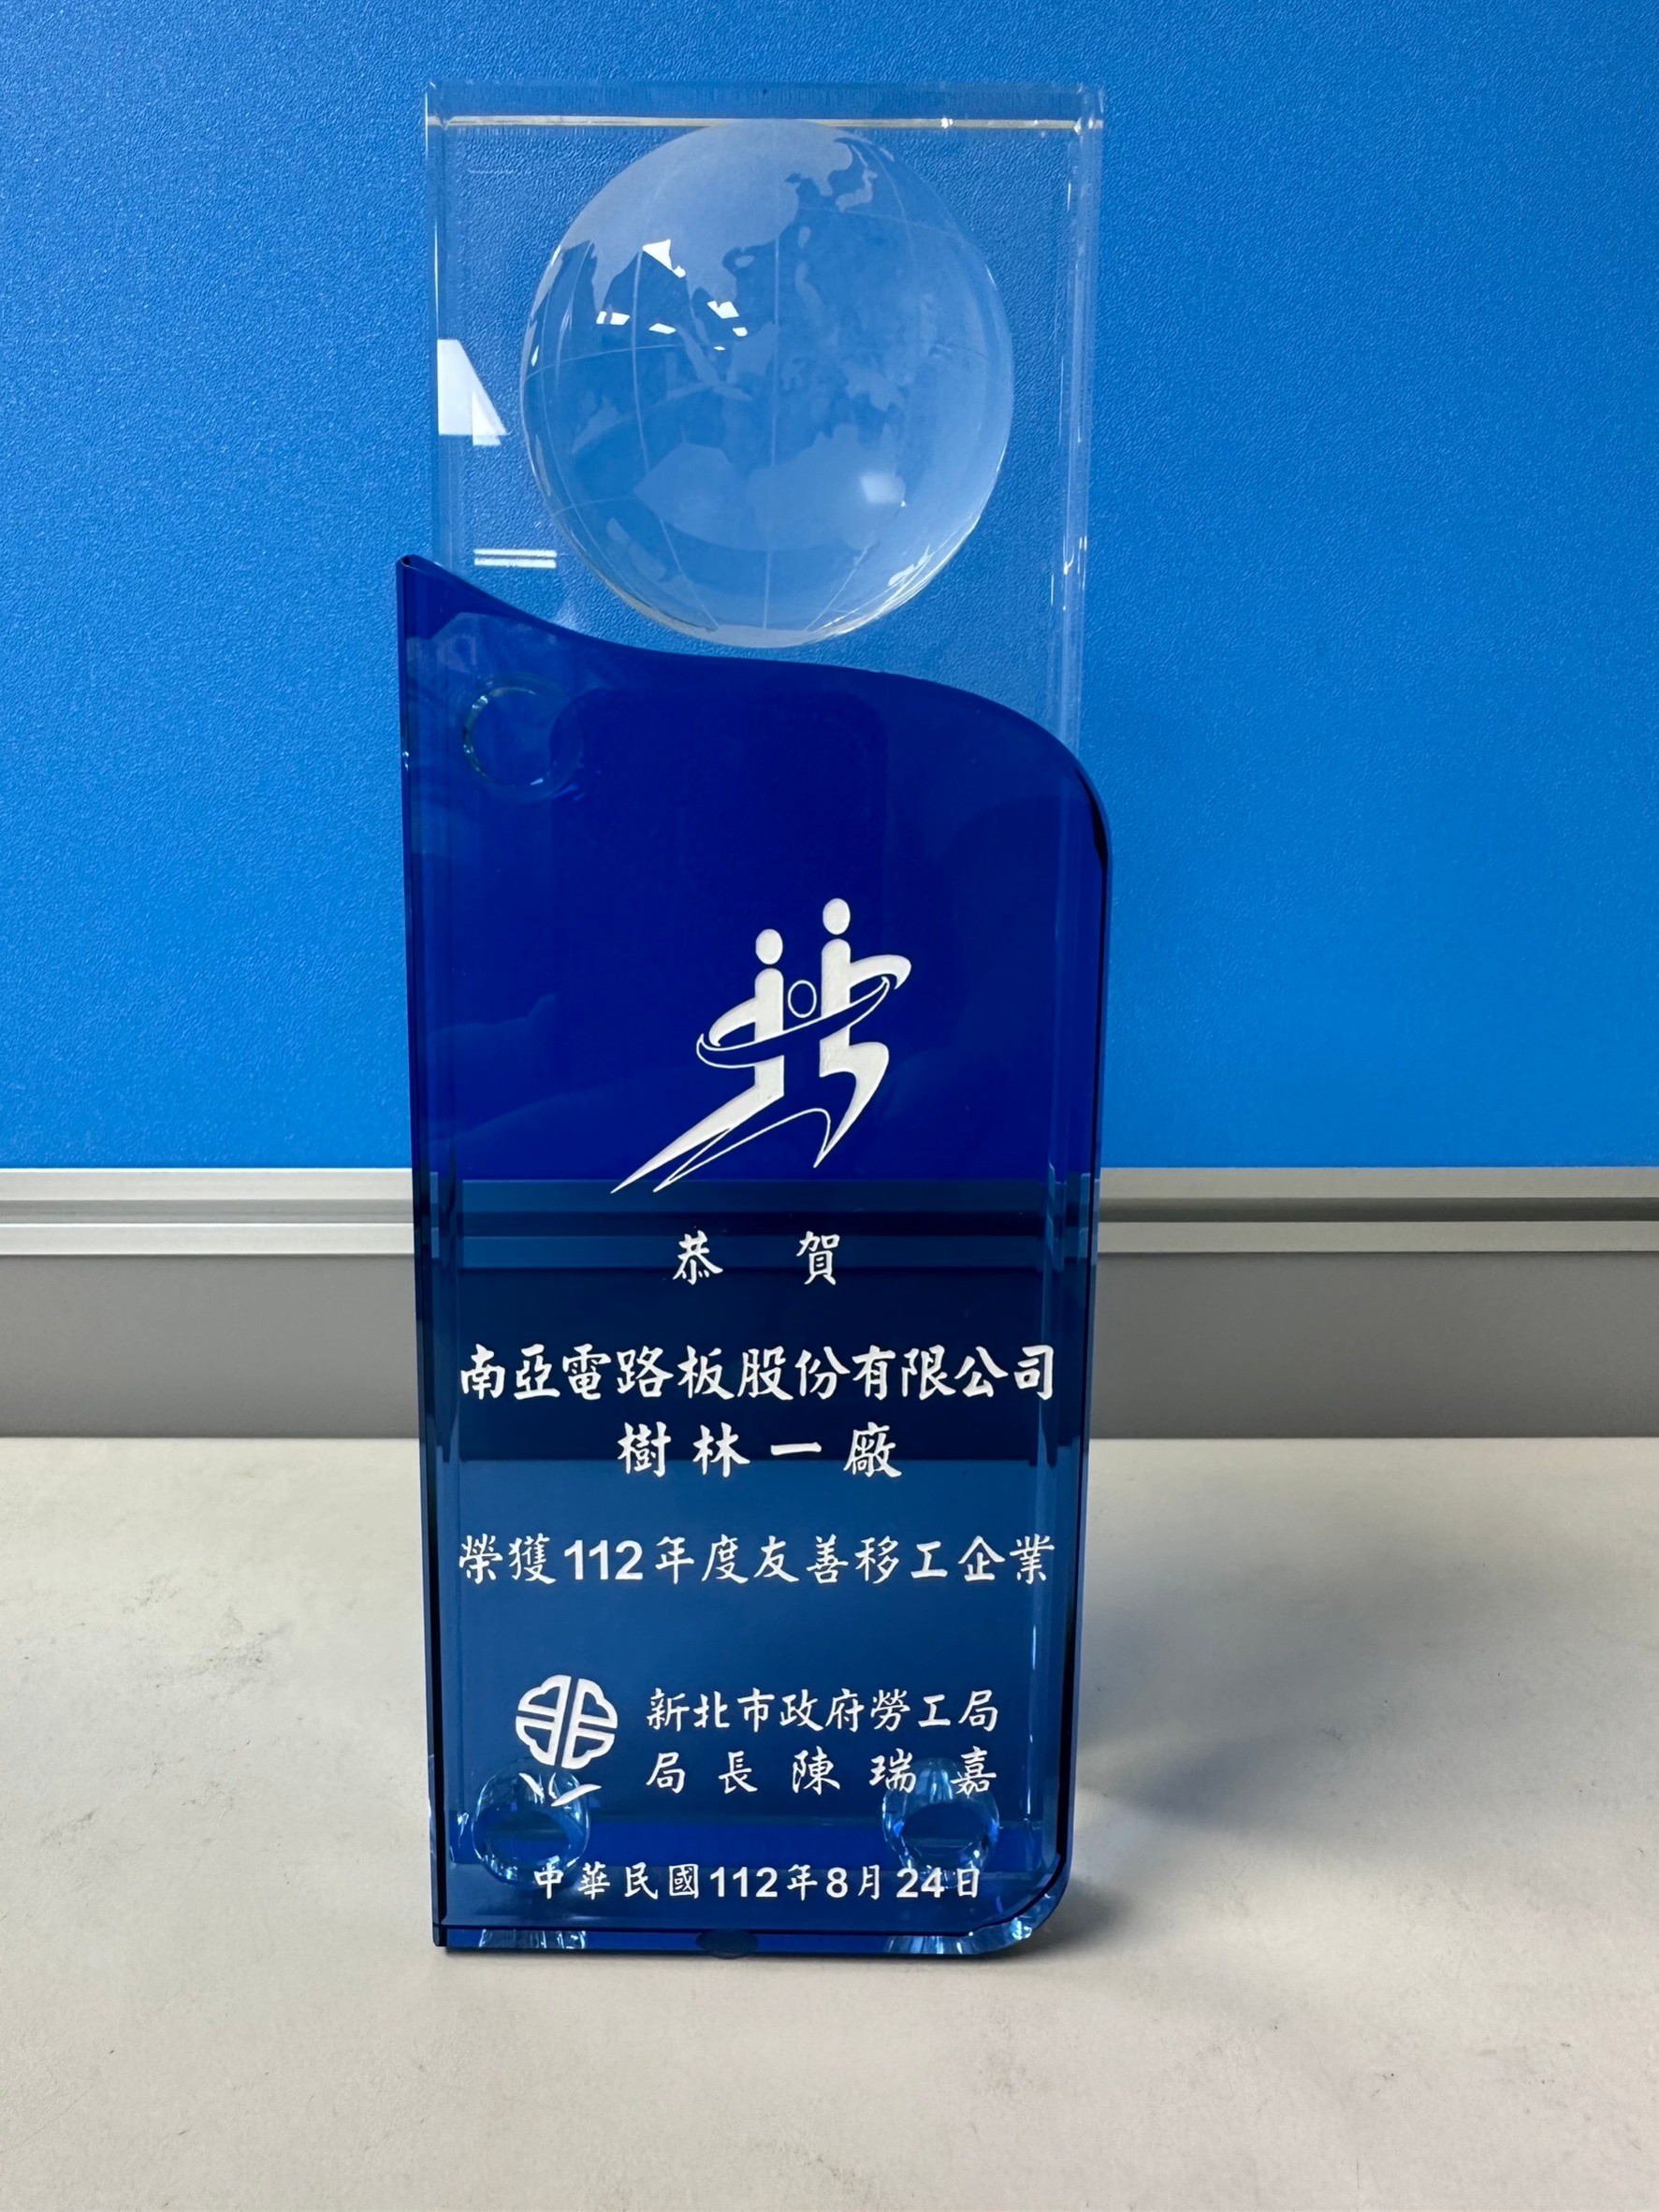 恭賀
南亞電路板股份有限公司
樹林一廠
榮獲112年度友善移工企業
新北市政府勞工局
局長陳瑞嘉
中華民國112年8月24日